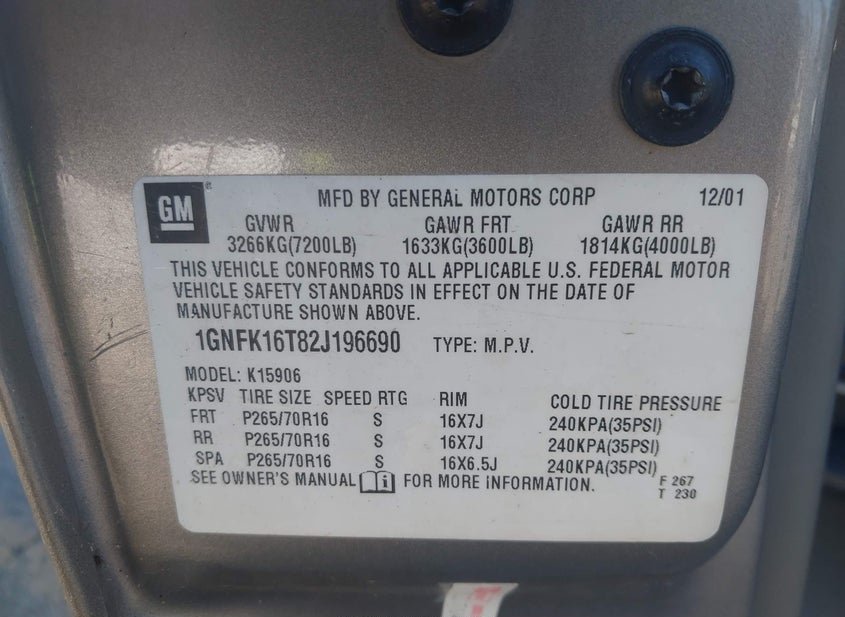 GM ® MFD BY GENERAL MOTORS CORP 12/01
GVWR GAWR FRT GAWR RR
3266KG(7200LB) 1633KG(3600LB) 1814KG(4000LB)
THIS VEHICLE CONFORMS TO ALL APPLICABLE U.S. FEDERAL MOTOR
VEHICLE SAFETY STANDARDS IN EFFECT ON THE DATE OF
MANUFACTURE SHOWN ABOVE.
1GNFK16T82J196690 TYPE: M.P.V.
MODEL: K15906
KPSV TIRE SIZE SPEED RTG RIM COLD TIRE PRESSURE
FRT P265/70R16 S 16X7J 240KPA(35PSI)
RR P265/70R16 S 16X7J 240KPA(35PSI)
SPA P265/70R16 S 16X6.5J 240KPA(35PSI)
SEE OWNER'S MANUAL i FOR MORE INFORMATION. F 267
T 230